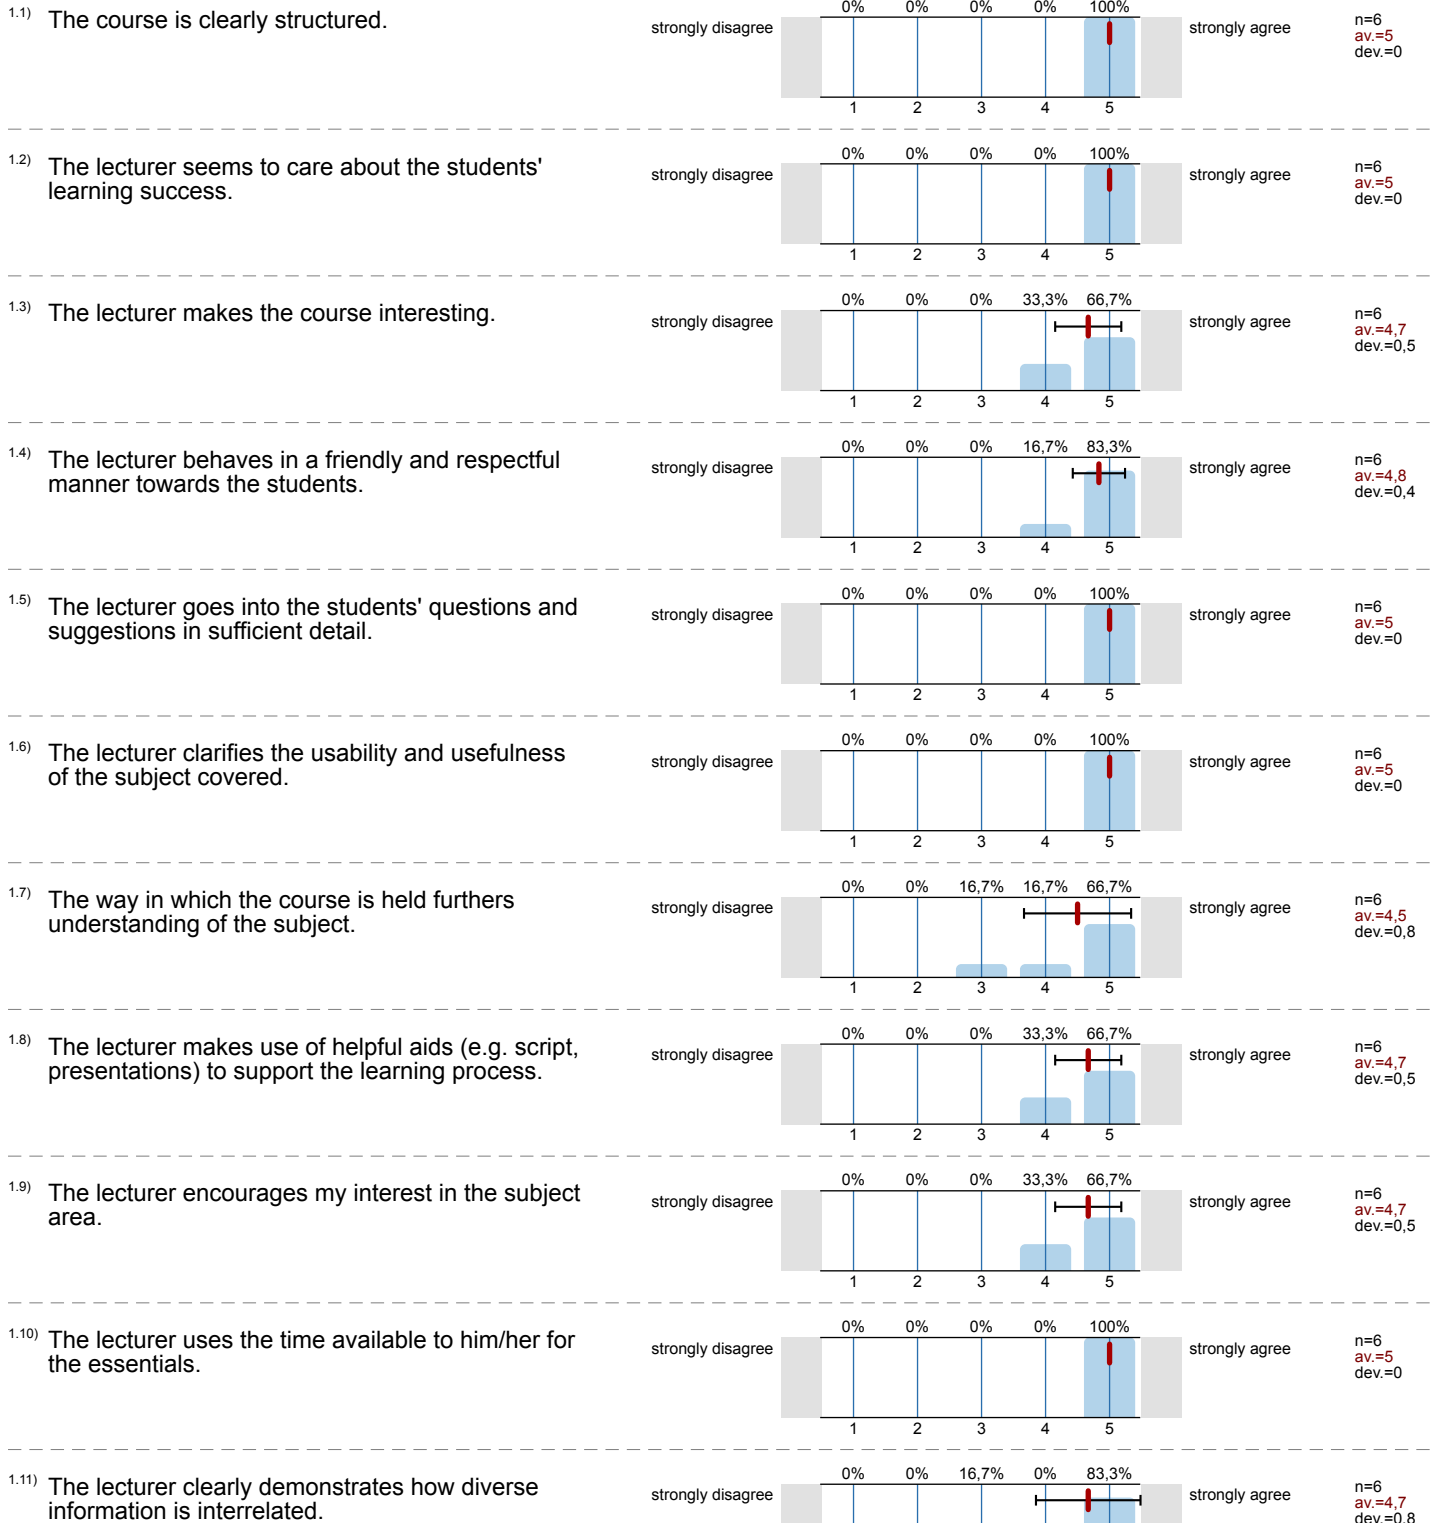 1.1) The course is clearly structured.
0% 0% 0% 0% 100%
strongly disagree strongly agree
n=6
av.=5
dev.=0
1 2 3 4 5
1.2) The lecturer seems to care about the students'
learning success.
0% 0% 0% 0% 100%
strongly disagree strongly agree
n=6
av.=5
dev.=0
1 2 3 4 5
1.3) The lecturer makes the course interesting.
0% 0% 0% 33,3% 66,7%
strongly disagree strongly agree
n=6
av.=4,7
dev.=0,5
1 2 3 4 5
1.4) The lecturer behaves in a friendly and respectful
manner towards the students.
0% 0% 0% 16,7% 83,3%
strongly disagree strongly agree
n=6
av.=4,8
dev.=0,4
1 2 3 4 5
1.5) The lecturer goes into the students' questions and
suggestions in sufficient detail.
0% 0% 0% 0% 100%
strongly disagree strongly agree
n=6
av.=5
dev.=0
1 2 3 4 5
1.6) The lecturer clarifies the usability and usefulness
of the subject covered.
0% 0% 0% 0% 100%
strongly disagree strongly agree
n=6
av.=5
dev.=0
1 2 3 4 5
1.7) The way in which the course is held furthers
understanding of the subject.
0% 0% 16,7% 16,7% 66,7%
strongly disagree strongly agree
n=6
av.=4,5
dev.=0,8
1 2 3 4 5
1.8) The lecturer makes use of helpful aids (e.g. script,
presentations) to support the learning process.
0% 0% 0% 33,3% 66,7%
strongly disagree strongly agree
n=6
av.=4,7
dev.=0,5
1 2 3 4 5
1.9) The lecturer encourages my interest in the subject
area.
0% 0% 0% 33,3% 66,7%
strongly disagree strongly agree
n=6
av.=4,7
dev.=0,5
1 2 3 4 5
1.10) The lecturer uses the time available to him/her for
the essentials.
0% 0% 0% 0% 100%
strongly disagree strongly agree
n=6
av.=5
dev.=0
1 2 3 4 5
1.11) The lecturer clearly demonstrates how diverse
information is interrelated.
0% 0% 16,7% 0% 83,3%
strongly disagree strongly agree
n=6
av.=4,7
dev.=0,8